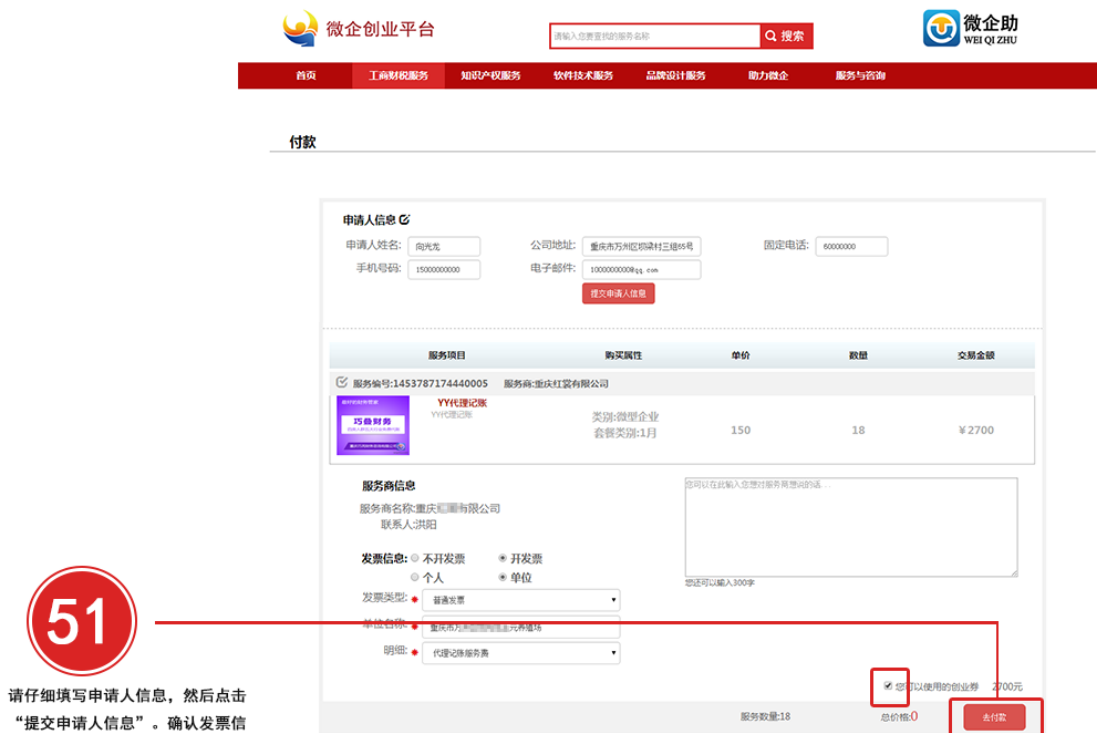 微企创业平台
请输入您要查找的服务名称
搜索
微企助
WEI QI ZHU
首页 工商财税服务 知识产权服务 软件技术服务 品牌设计服务 助力微企 服务与咨询
付款
申请人信息
申请人姓名: 向光龙 公司地址: 重庆市万州区坝梁村三组65号 固定电话: 60000000
手机号码: 15000000000 电子邮件: 1000000000@qq.com
提交申请人信息
服务项目 购买属性 单价 数量 交易金额
服务编号:1453787174440005 服务商:重庆红裳有限公司
巧叠财务
YY代理记账
YY代理记账
类别:微型企业
套餐类别:1月
150 18 ¥2700
服务商信息
服务商名称:重庆 有限公司
联系人:洪阳
您可以在此输入您想对服务商想说的话...
您还可以输入300字
发票信息: 不开发票 开发票
个人 单位
发票类型: 普通发票
单位名称: 重庆市万 元养殖场
明细: 代理记账服务费
您可以使用的创业券 2700元
服务数量:18 总价格:0 去付款
51
请仔细填写申请人信息，然后点击
“提交申请人信息”。确认发票信